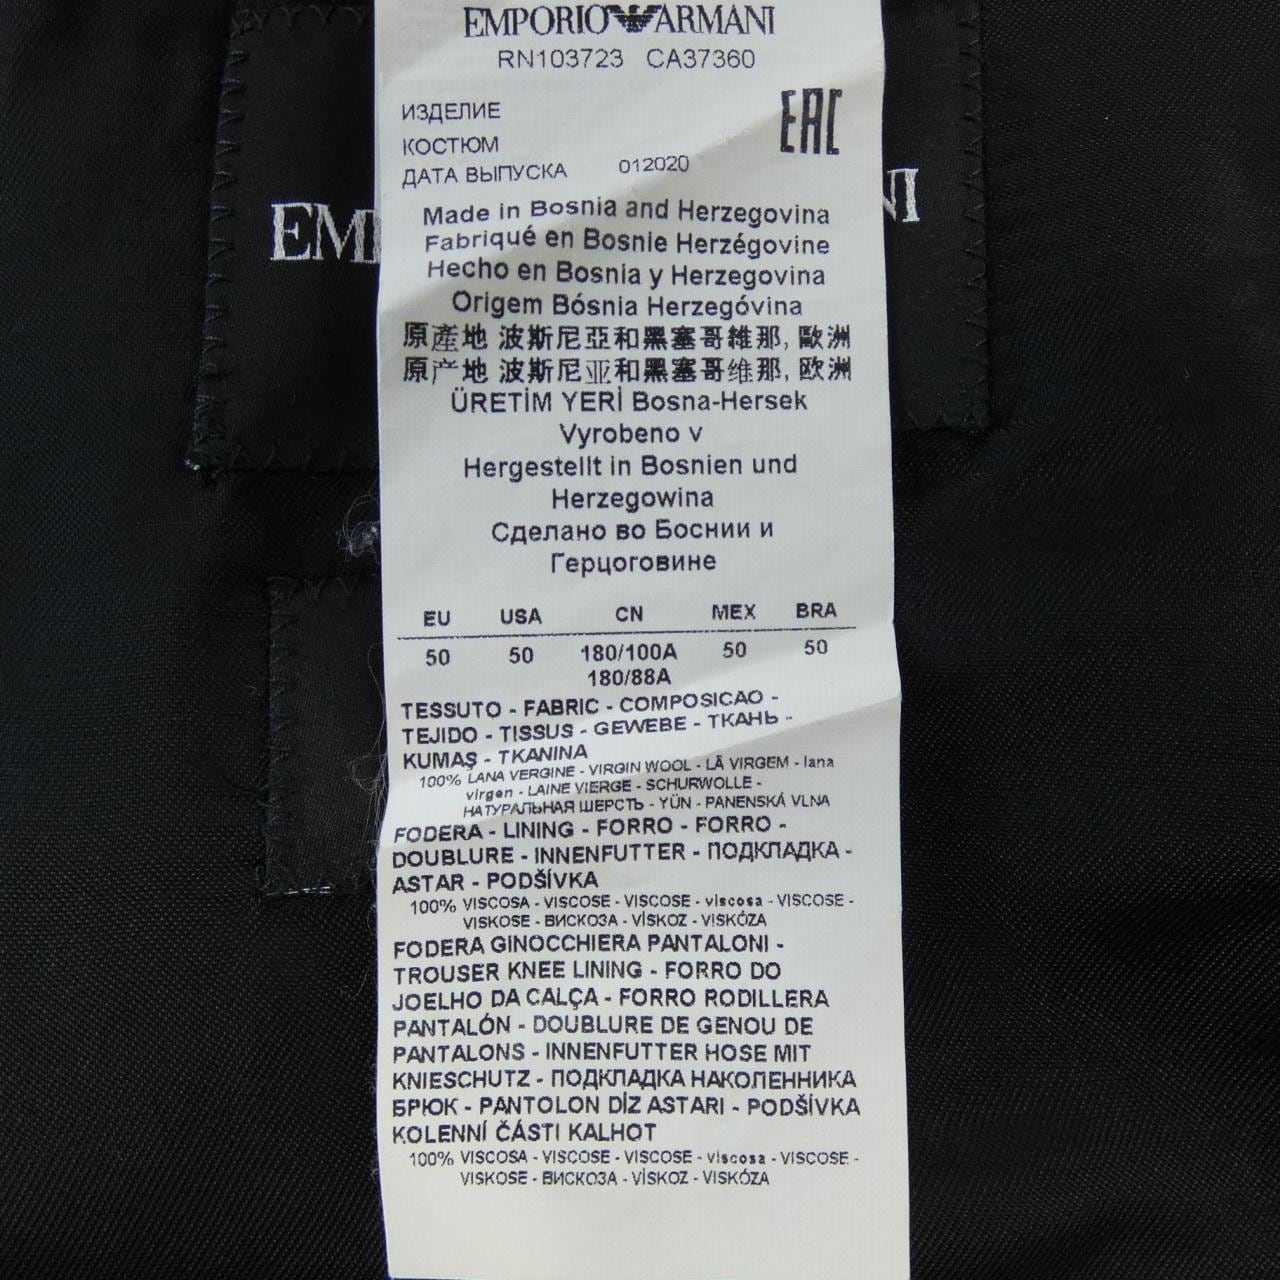 EMPORIO ARMANI
RN103723 CA37360
EAC
ИЗДЕЛИЕ
КОСТЮМ
ДАТА ВЫПУСКА 012020
EM
NI
Made in Bosnia and Herzegovina
Fabriqué en Bosnie Herzégovine
Hecho en Bosnia y Herzegovina
Origem Bósnia Herzegóvina
原產地 波斯尼亞和黑塞哥維那, 歐洲
原产地 波斯尼亚和黑塞哥维那, 欧洲
ÜRETİM YERİ Bosna-Hersek
Vyrobeno v
Hergestellt in Bosnien und
Herzegowina
Сделано во Боснии и
Герцоговине
EU USA CN MEX BRA
50 50 180/100A 50 50
180/88A
TESSUTO - FABRIC - COMPOSICAO -
TEJIDO - TISSUS - GEWEBE - ТКАНЬ -
KUMAŞ - TKANINA
100% LANA VERGINE - VIRGIN WOOL - LÃ VIRGEM - lana
virgen - LAINE VIERGE - SCHURWOLLE -
НАТУРАЛЬНАЯ ШЕРСТЬ - YÜN - PANENSKÁ VLNA
FODERA - LINING - FORRO - FORRO -
DOUBLURE - INNENFUTTER - ПОДКЛАДКА -
ASTAR - PODŠÍVKA
100% VISCOSA - VISCOSE - VISCOSE - viscosa - VISCOSE -
VISKOSE - ВИСКОЗА - VİSKOZ - VISKÓZA
FODERA GINOCCHIERA PANTALONI -
TROUSER KNEE LINING - FORRO DO
JOELHO DA CALÇA - FORRO RODILLERA
PANTALÓN - DOUBLURE DE GENOU DE
PANTALONS - INNENFUTTER HOSE MIT
KNIESCHUTZ - ПОДКЛАДКА НАКОЛЕННИКА
БРЮК - PANTOLON DİZ ASTARI - PODŠÍVKA
KOLENNÍ ČÁSTI KALHOT
100% VISCOSA - VISCOSE - VISCOSE - viscosa - VISCOSE -
VISKOSE - ВИСКОЗА - VİSKOZ - VISKÓZA